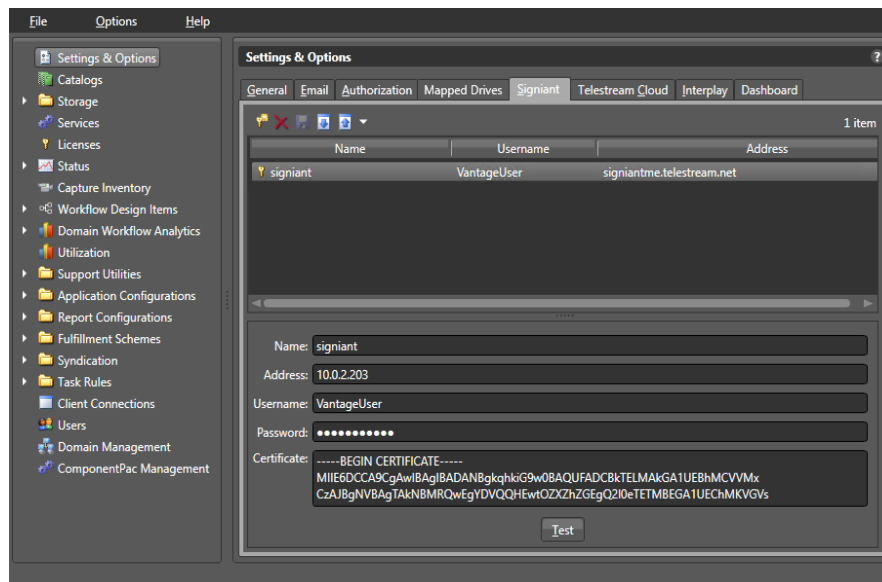 File Options Help
Settings & Options
Catalogs
Storage
Services
Licenses
Status
Capture Inventory
Workflow Design Items
Domain Workflow Analytics
Utilization
Support Utilities
Application Configurations
Report Configurations
Fulfillment Schemes
Syndication
Task Rules
Client Connections
Users
Domain Management
ComponentPac Management
Settings & Options ?
General Email Authorization Mapped Drives Signiant Telestream Cloud Interplay Dashboard
1 item
Name Username Address
signiant VantageUser signiantme.telestream.net
Name: signiant
Address: 10.0.2.203
Username: VantageUser
Password: ●●●●●●●●●●●
Certificate: -----BEGIN CERTIFICATE-----
MIIE6DCCA9CgAwIBAgIBADANBgkqhkiG9w0BAQUFADCBkTELMAkGA1UEBhMCVVMx
CzAJBgNVBAgTAkNBMRQwEgYDVQQHEwtOZXZhZGEgQ2l0eTETMBEGA1UEChMKVGVs
Test